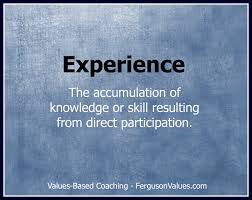 Experience
The accumulation of
knowledge or skill resulting
from direct participation.
Values-Based Coaching - FergusonValues.com